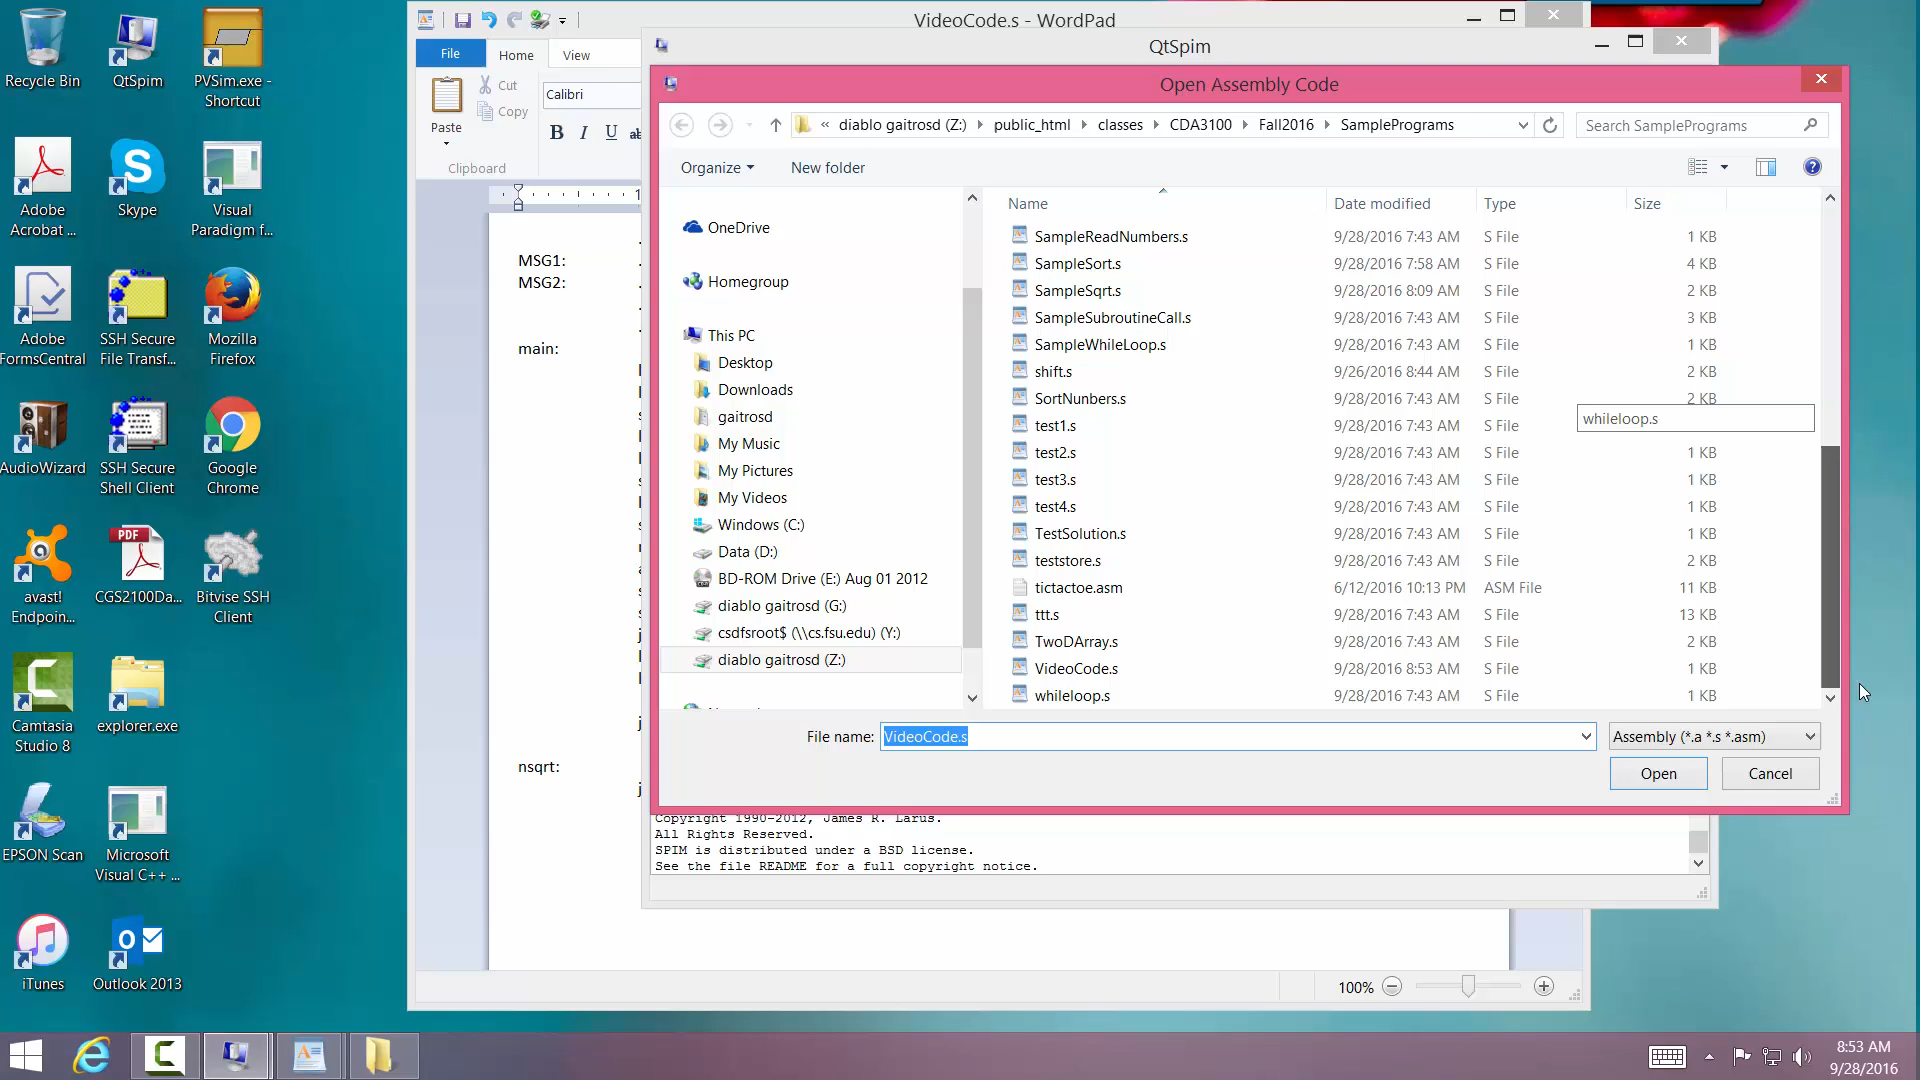 Recycle Bin
QtSpim
PVSim.exe - Shortcut
Adobe Acrobat ...
Skype
Visual Paradigm f...
Adobe FormsCentral
SSH Secure File Transf...
Mozilla Firefox
AudioWizard
SSH Secure Shell Client
Google Chrome
avast! Endpoin...
PDF
CGS2100Da...
Bitvise SSH Client
Camtasia Studio 8
explorer.exe
EPSON Scan
Microsoft Visual C++ ...
iTunes
Outlook 2013
VideoCode.s - WordPad
File Home View
Cut
Copy
Paste
Clipboard
Calibri
B I U
MSG1:
MSG2:
main:
nsqrt:
100%
QtSpim
Open Assembly Code
« diablo gaitrosd (Z:) public_html classes CDA3100 Fall2016 SamplePrograms
Search SamplePrograms
Organize New folder
OneDrive
Homegroup
This PC
Desktop
Downloads
gaitrosd
My Music
My Pictures
My Videos
Windows (C:)
Data (D:)
BD-ROM Drive (E:) Aug 01 2012
diablo gaitrosd (G:)
csdfsroot$ (\\cs.fsu.edu) (Y:)
diablo gaitrosd (Z:)
Name Date modified Type Size
SampleReadNumbers.s 9/28/2016 7:43 AM S File 1 KB
SampleSort.s 9/28/2016 7:58 AM S File 4 KB
SampleSqrt.s 9/28/2016 8:09 AM S File 2 KB
SampleSubroutineCall.s 9/28/2016 7:43 AM S File 3 KB
SampleWhileLoop.s 9/28/2016 7:43 AM S File 1 KB
shift.s 9/26/2016 8:44 AM S File 2 KB
SortNunbers.s 9/28/2016 7:43 AM S File 2 KB
test1.s 9/28/2016 7:43 AM S File
whileloop.s
test2.s 9/28/2016 7:43 AM S File 1 KB
test3.s 9/28/2016 7:43 AM S File 1 KB
test4.s 9/28/2016 7:43 AM S File 1 KB
TestSolution.s 9/28/2016 7:43 AM S File 1 KB
teststore.s 9/28/2016 7:43 AM S File 2 KB
tictactoe.asm 6/12/2016 10:13 PM ASM File 11 KB
ttt.s 9/28/2016 7:43 AM S File 13 KB
TwoDArray.s 9/28/2016 7:43 AM S File 2 KB
VideoCode.s 9/28/2016 8:53 AM S File 1 KB
whileloop.s 9/28/2016 7:43 AM S File 1 KB
File name: VideoCode.s
Assembly (*.a *.s *.asm)
Open Cancel
Copyright 1990-2012, James R. Larus.
All Rights Reserved.
SPIM is distributed under a BSD license.
See the file README for a full copyright notice.
8:53 AM
9/28/2016